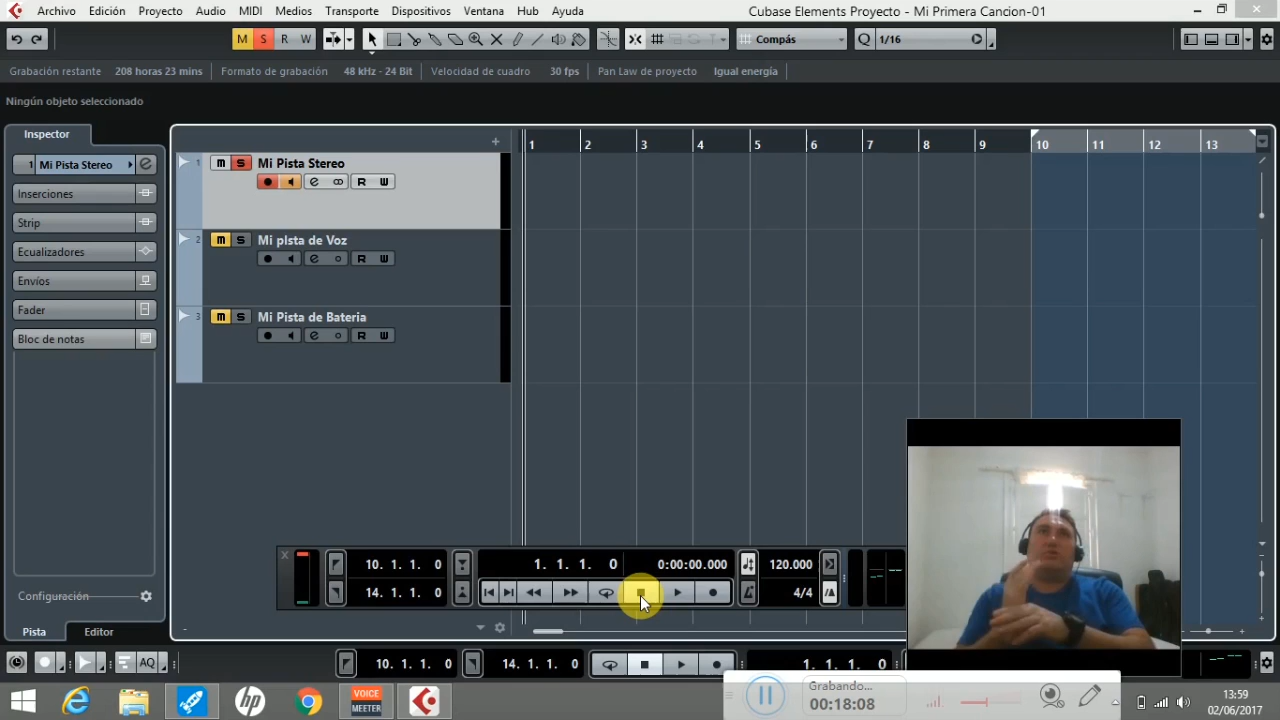 Archivo Edición Proyecto Audio MIDI Medios Transporte Dispositivos Ventana Hub Ayuda Cubase Elements Proyecto - Mi Primera Cancion-01
M S R W T Compás Q 1/16
Grabación restante 208 horas 23 mins Formato de grabación 48 kHz - 24 Bit Velocidad de cuadro 30 fps Pan Law de proyecto Igual energía
Ningún objeto seleccionado
Inspector
1 2 3 4 5 6 7 8 9 10 11 12 13
1 Mi Pista Stereo
Inserciones
Strip
Ecualizadores
Envíos
Fader
Bloc de notas
Configuración
Pista Editor
1 m S Mi Pista Stereo
e R W
2 m S Mi pIsta de Voz
e R W
3 m S Mi Pista de Bateria
e R W
10. 1. 1. 0 1. 1. 1. 0 0:00:00.000 120.000
14. 1. 1. 0 4/4
AQ 10. 1. 1. 0 14. 1. 1. 0 1. 1. 1. 0
Grabando...
00:18:08
hp VOICE MEETER
13:59
02/06/2017